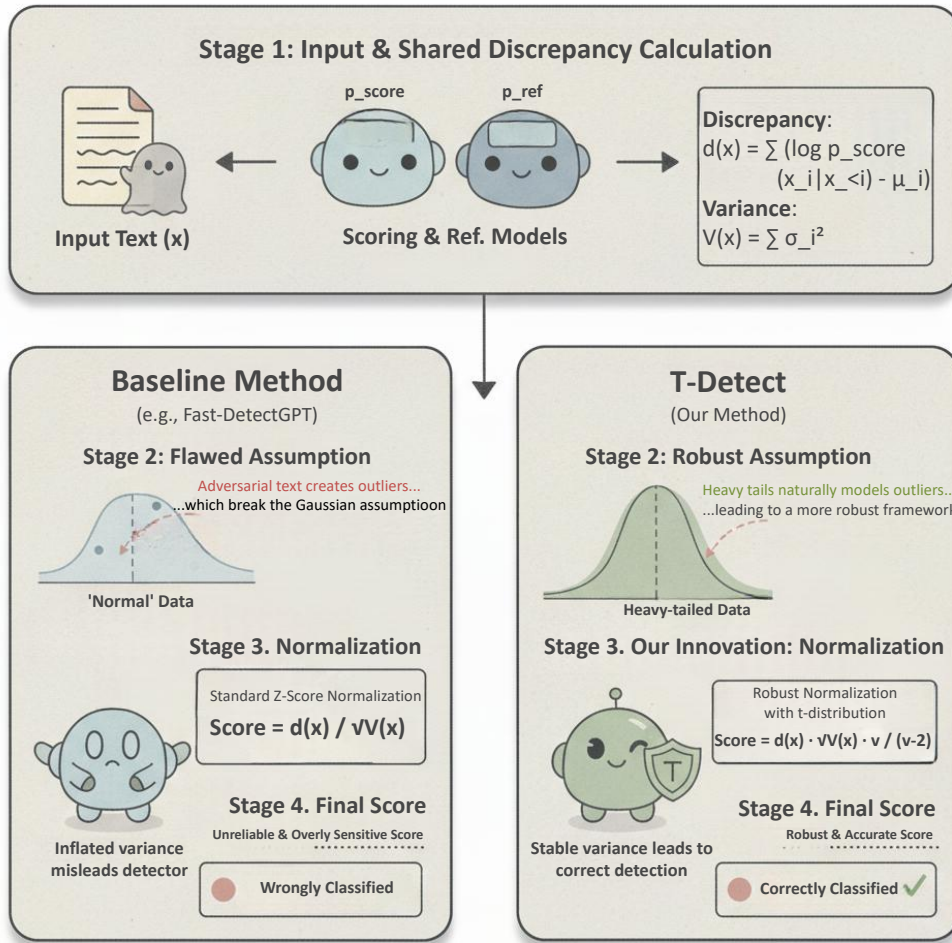 Stage 1: Input & Shared Discrepancy Calculation
p_score
p_ref
Input Text (x)
Scoring & Ref. Models
Discrepancy:
d(x) = ∑ (log p_score
(x_i|x_<i) - μ_i)
Variance:
V(x) = ∑ σ_i²
Baseline Method
(e.g., Fast-DetectGPT)
Stage 2: Flawed Assumption
Adversarial text creates outliers...
...which break the Gaussian assumptioon
'Normal' Data
Stage 3. Normalization
Standard Z-Score Normalization
Score = d(x) / √V(x)
Stage 4. Final Score
Unreliable & Overly Sensitive Score
Inflated variance
misleads detector
Wrongly Classified
T-Detect
(Our Method)
Stage 2: Robust Assumption
Heavy tails naturally models outliers...
...leading to a more robust framework
Heavy-tailed Data
Stage 3. Our Innovation: Normalization
Robust Normalization
with t-distribution
Score = d(x) · √V(x) · v / (v-2)
T
Stage 4. Final Score
Robust & Accurate Score
Stable variance leads to
correct detection
Correctly Classified